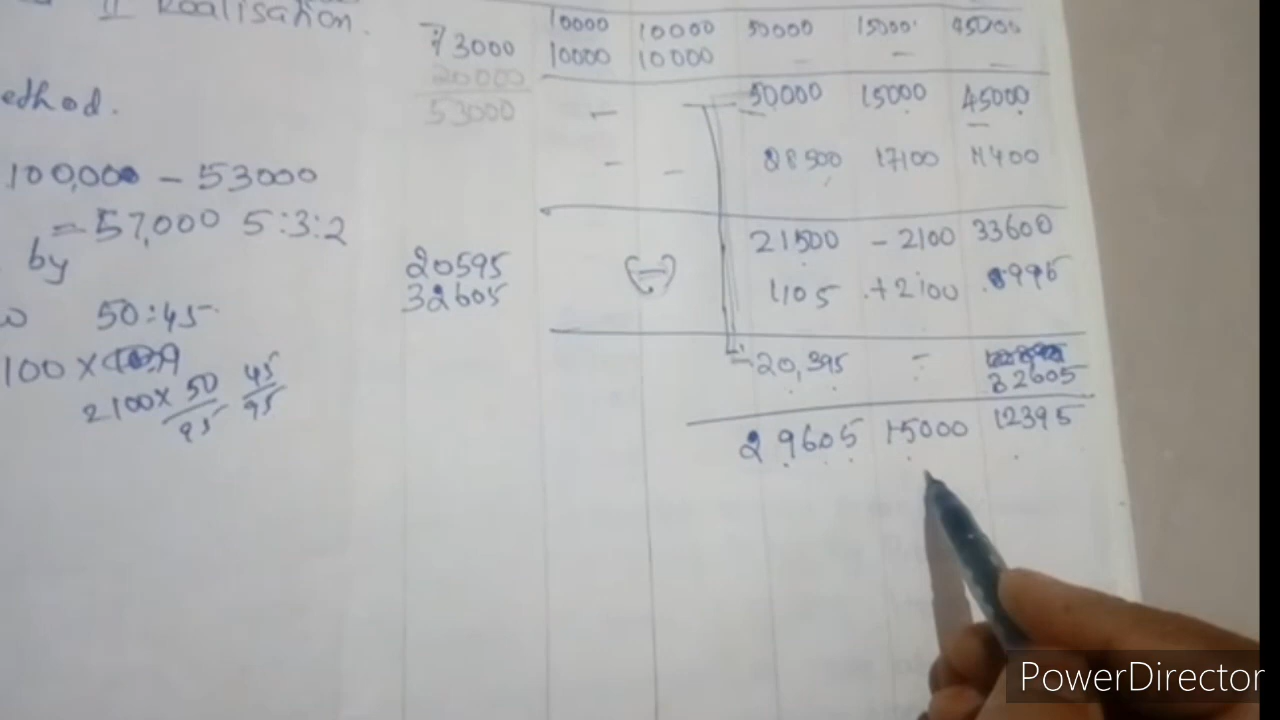 II Realisation.
73000 10000 10000 50000 15000 45000
20000 10000 10000 - - -
ethod. 53000 - 50000 15000 45000
100,000 - 53000 - - 28500 17100 11400
= 57,000 5:3:2 21500 - 2100 33600
by 20595 (-) 1105 + 2100 995
32605
50:45
100 x - 20,395 - 32605
2100 x 50/95 45/95
29605 15000 12395
PowerDirector